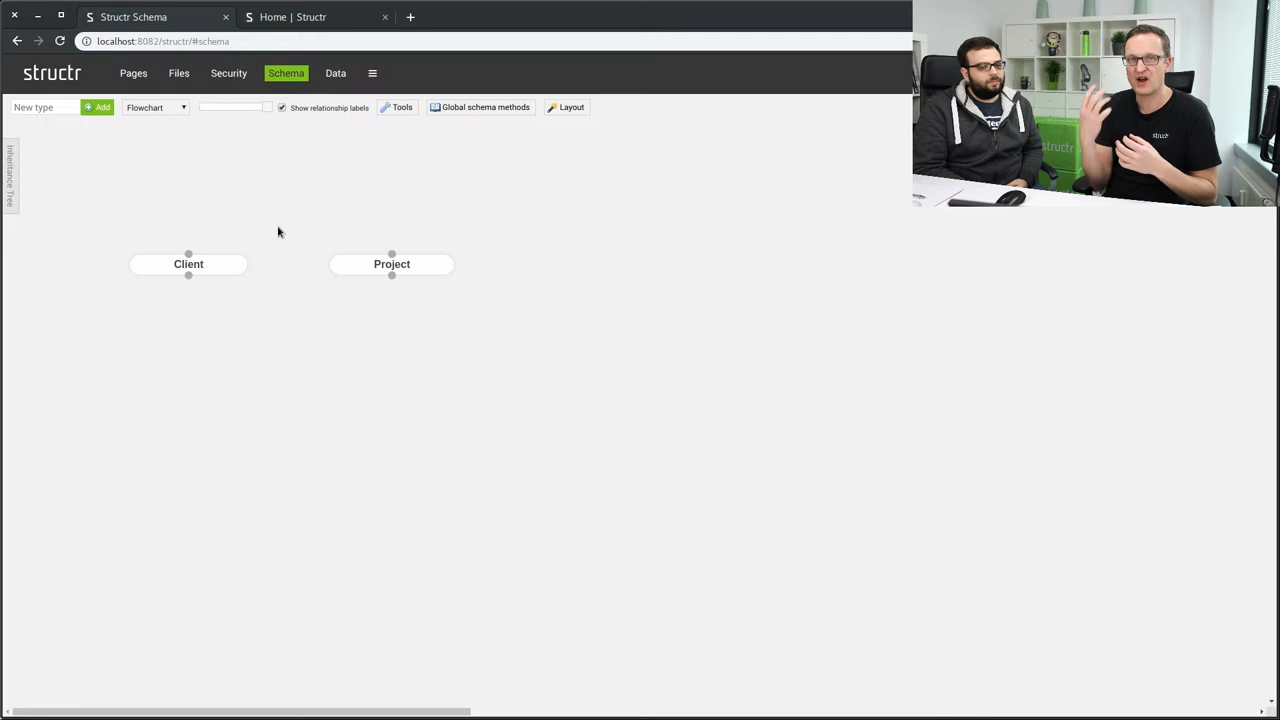 Structr Schema
Home | Structr
localhost:8082/structr/#schema
structr
Pages
Files
Security
Schema
Data
New type
Add
Flowchart
Show relationship labels
Tools
Global schema methods
Layout
Inheritance Tree
Client
Project
structr
structr